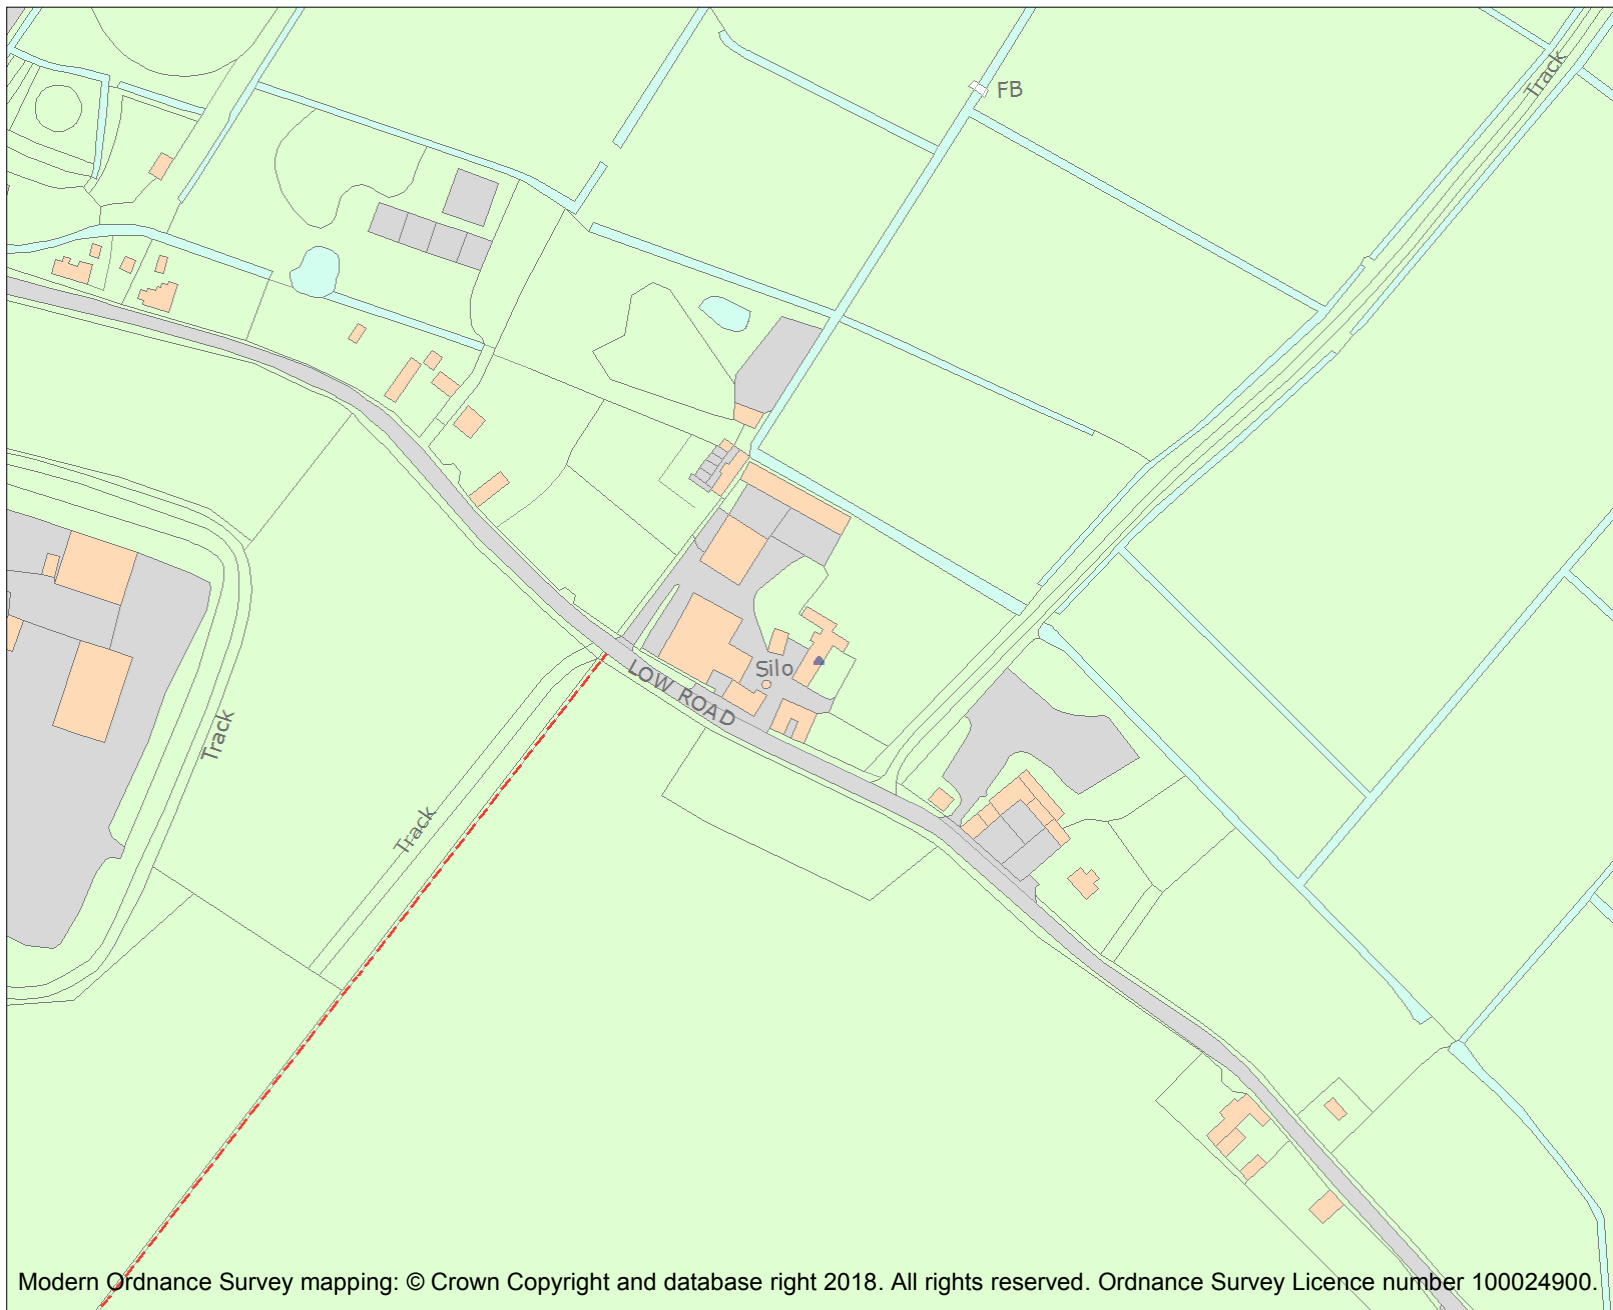 Track
FB
Silo
LOW ROAD
Track
Track
Modern Ordnance Survey mapping: © Crown Copyright and database right 2018. All rights reserved. Ordnance Survey Licence number 100024900.